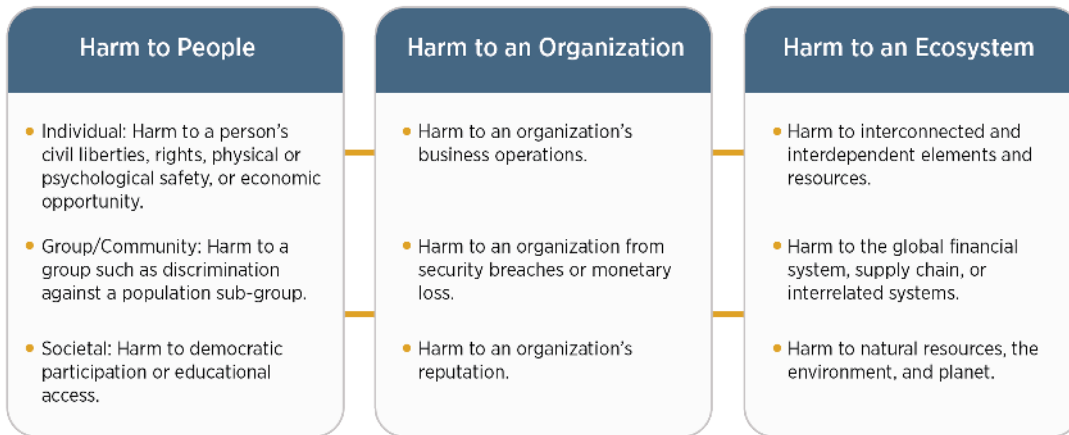 Harm to People
• Individual: Harm to a person's
civil liberties, rights, physical or
psychological safety, or economic
opportunity.
• Group/Community: Harm to a
group such as discrimination
against a population sub-group.
• Societal: Harm to democratic
participation or educational
access.
Harm to an Organization
• Harm to an organization's
business operations.
• Harm to an organization from
security breaches or monetary
loss.
• Harm to an organization's
reputation.
Harm to an Ecosystem
• Harm to interconnected and
interdependent elements and
resources.
• Harm to the global financial
system, supply chain, or
interrelated systems.
• Harm to natural resources, the
environment, and planet.